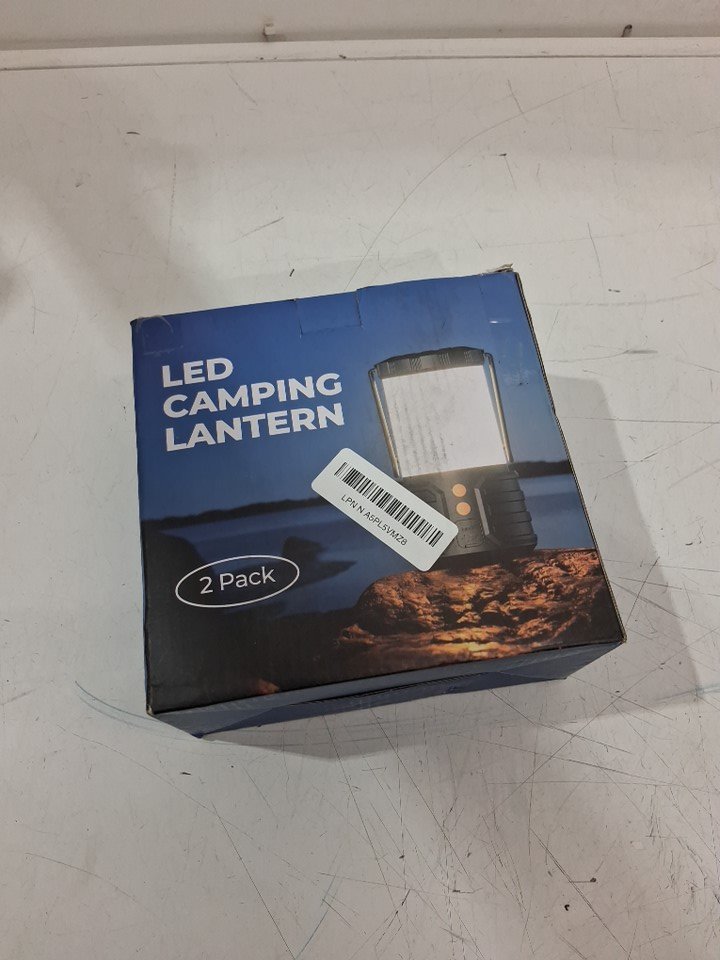 LED
CAMPING
LANTERN
LPN N A5PL5VMZ8
2 Pack